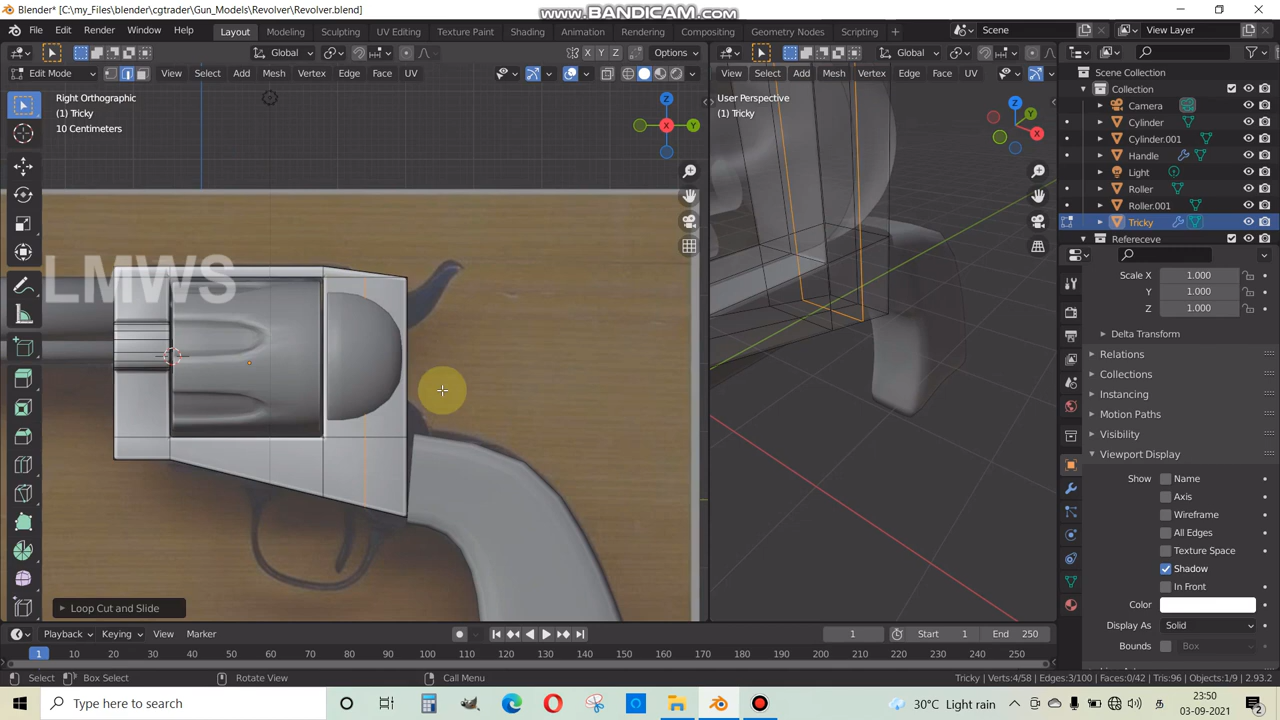 Blender* [C:\my_Files\blender\cgtrader\Gun_Models\Revolver\Revolver.blend]
www.BANDICAM.com
File Edit Render Window Help Layout Modeling Sculpting UV Editing Texture Paint Shading Animation Rendering Compositing Geometry Nodes Scripting + Scene View Layer
Global X Y Z Options Global
Edit Mode View Select Add Mesh Vertex Edge Face UV View Select Add Mesh Vertex Edge Face UV
Right Orthographic
(1) Tricky
10 Centimeters
Z
Y
X
User Perspective
(1) Tricky
Z
Y
X
Scene Collection
Collection
Camera
Cylinder
Cylinder.001
Handle
Light
Roller
Roller.001
Tricky
Refereceve
Scale X 1.000
Y 1.000
Z 1.000
Delta Transform
Relations
Collections
Instancing
Motion Paths
Visibility
Viewport Display
Show Name
Axis
Wireframe
All Edges
Texture Space
Shadow
In Front
Color
Display As Solid
Bounds Box
LMWS
Loop Cut and Slide
Playback Keying View Marker 1 Start 1 End 250
1 10 20 30 40 50 60 70 80 90 100 110 120 130 140 150 160 170 180 190 200 210 220 230 240 250
Select Box Select Rotate View Call Menu Tricky | Verts:4/58 | Edges:3/100 | Faces:0/42 | Tris:96 | Objects:1/9 | 2.93.2
Type here to search 30°C Light rain 23:50
03-09-2021
2